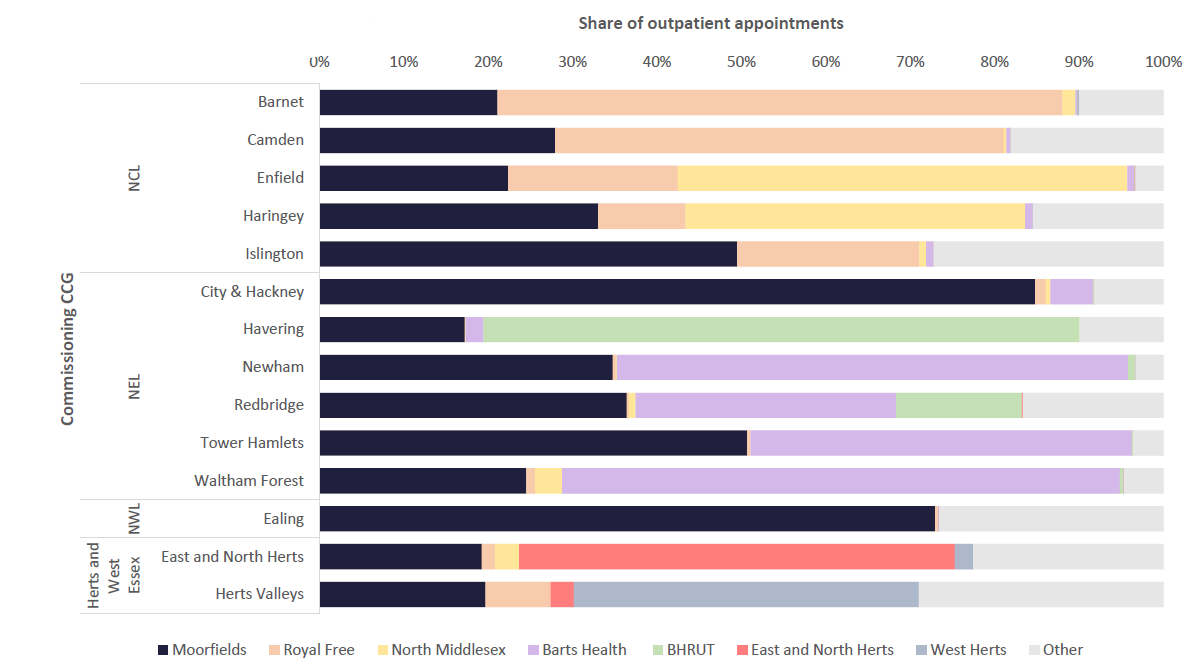 Share of outpatient appointments
0% 10% 20% 30% 40% 50% 60% 70% 80% 90% 100%
Commissioning CCG
NCL
Barnet
Camden
Enfield
Haringey
Islington
NEL
City & Hackney
Havering
Newham
Redbridge
Tower Hamlets
Waltham Forest
NWL
Ealing
Herts and
West
Essex
East and North Herts
Herts Valleys
Moorfields Royal Free North Middlesex Barts Health BHRUT East and North Herts West Herts Other